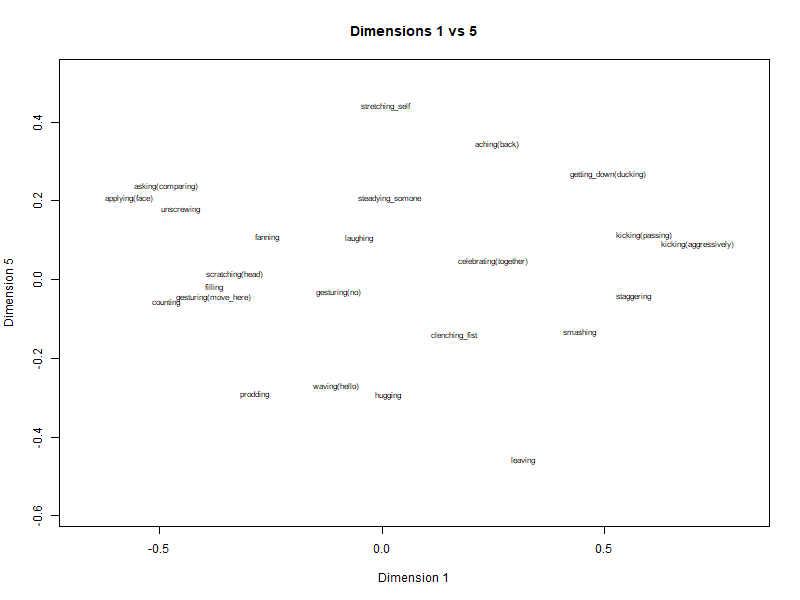 Dimensions 1 vs 5
stretching_self
aching(back)
getting_down(ducking)
asking(comparing)
applying(face)
steadying_somone
unscrewing
fanning
laughing
kicking(passing)
kicking(aggressively)
celebrating(together)
scratching(head)
filling
gesturing(move_here)
counting
gesturing(no)
staggering
clenching_fist
smashing
waving(hello)
prodding
hugging
leaving
0.4
0.2
0.0
-0.2
-0.4
-0.6
Dimension 5
-0.5
0.0
0.5
Dimension 1